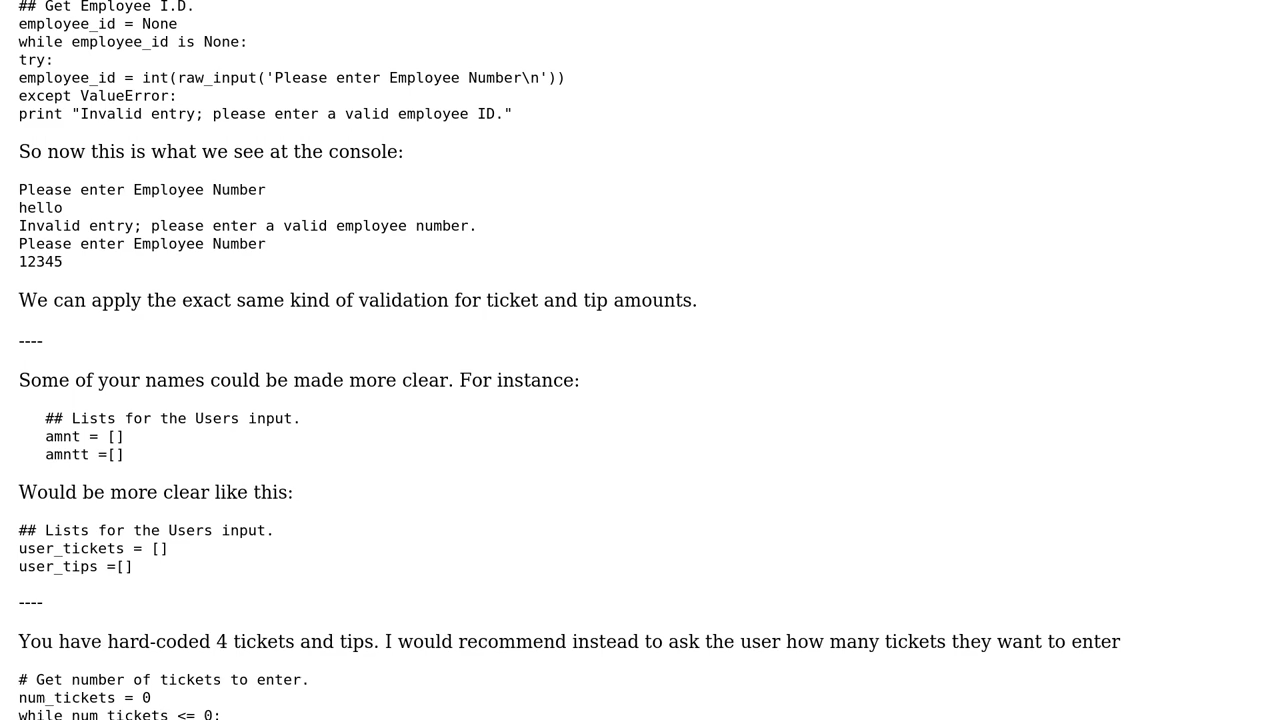 ## Get Employee I.D.
employee_id = None
while employee_id is None:
try:
employee_id = int(raw_input('Please enter Employee Number\n'))
except ValueError:
print "Invalid entry; please enter a valid employee ID."
So now this is what we see at the console:
Please enter Employee Number
hello
Invalid entry; please enter a valid employee number.
Please enter Employee Number
12345
We can apply the exact same kind of validation for ticket and tip amounts.
----
Some of your names could be made more clear. For instance:
## Lists for the Users input.
amnt = []
amntt =[]
Would be more clear like this:
## Lists for the Users input.
user_tickets = []
user_tips =[]
----
You have hard-coded 4 tickets and tips. I would recommend instead to ask the user how many tickets they want to enter
# Get number of tickets to enter.
num_tickets = 0
while num_tickets <= 0: